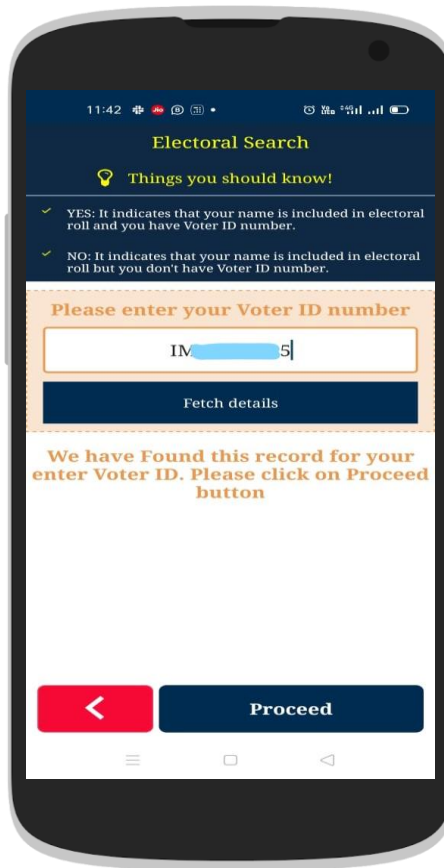 11:42
Electoral Search
Things you should know!
YES: It indicates that your name is included in electoral
roll and you have Voter ID number.
NO: It indicates that your name is included in electoral
roll but you don't have Voter ID number.
Please enter your Voter ID number
IM 5
Fetch details
We have Found this record for your
enter Voter ID. Please click on Proceed
button
Proceed